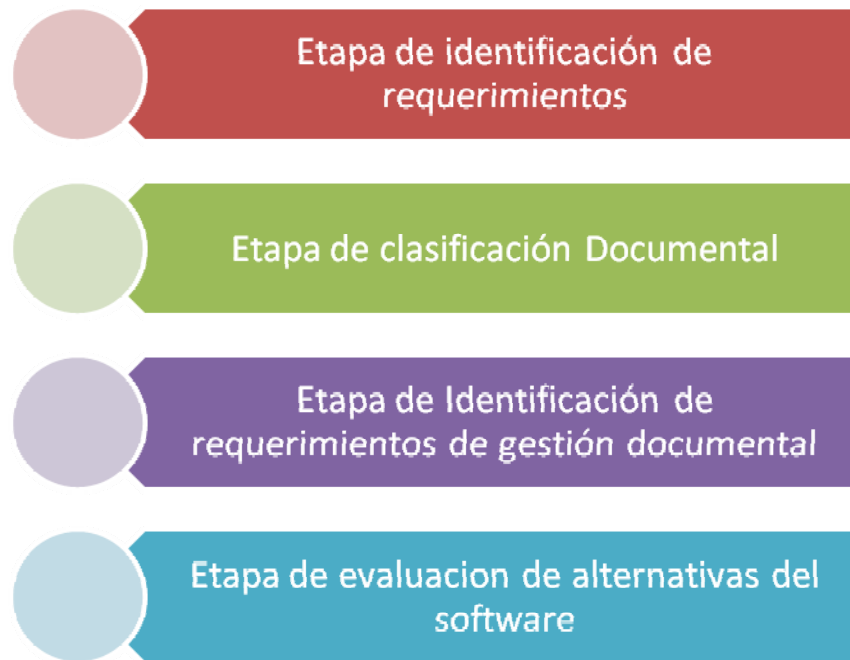 Etapa de identificación de
requerimientos
Etapa de clasificación Documental
Etapa de Identificación de
requerimientos de gestión documental
Etapa de evaluacion de alternativas del
software